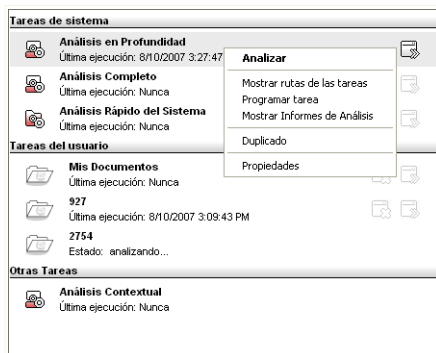 Tareas de sistema
Análisis en Profundidad
Última ejecución: 8/10/2007 3:27:47
Análisis Completo
Última ejecución: Nunca
Análisis Rápido del Sistema
Última ejecución: Nunca
Analizar
Mostrar rutas de las tareas
Programar tarea
Mostrar Informes de Análisis
Duplicado
Propiedades
Tareas del usuario
Mis Documentos
Última ejecución: Nunca
927
Última ejecución: 8/10/2007 3:09:43 PM
2754
Estado: analizando...
Otras Tareas
Análisis Contextual
Última ejecución: Nunca